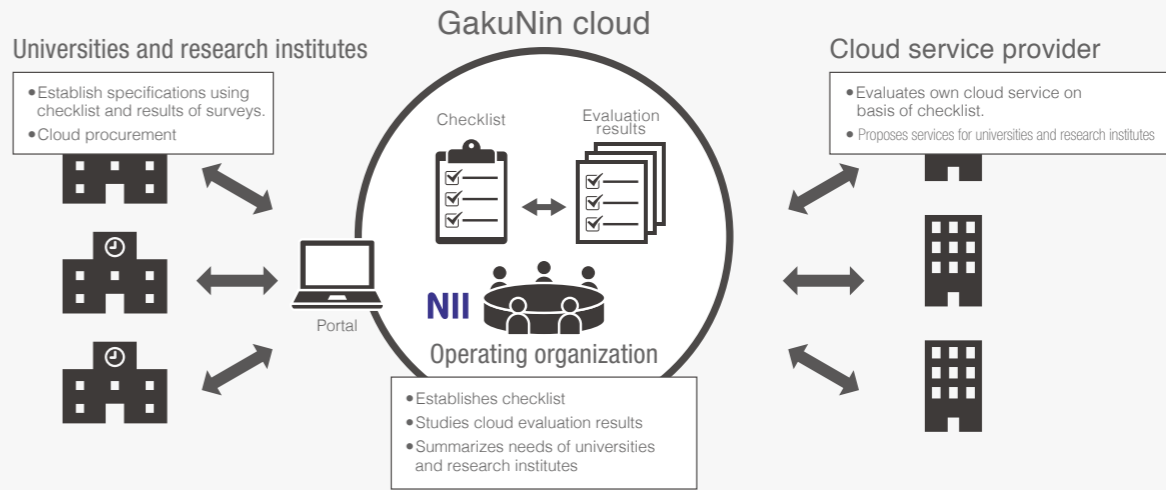 GakuNin cloud
Universities and research institutes
• Establish specifications using
checklist and results of surveys.
• Cloud procurement
Checklist
Evaluation
results
Portal
NII
Operating organization
• Establishes checklist
• Studies cloud evaluation results
• Summarizes needs of universities
and research institutes
Cloud service provider
• Evaluates own cloud service on
basis of checklist.
• Proposes services for universities and research institutes